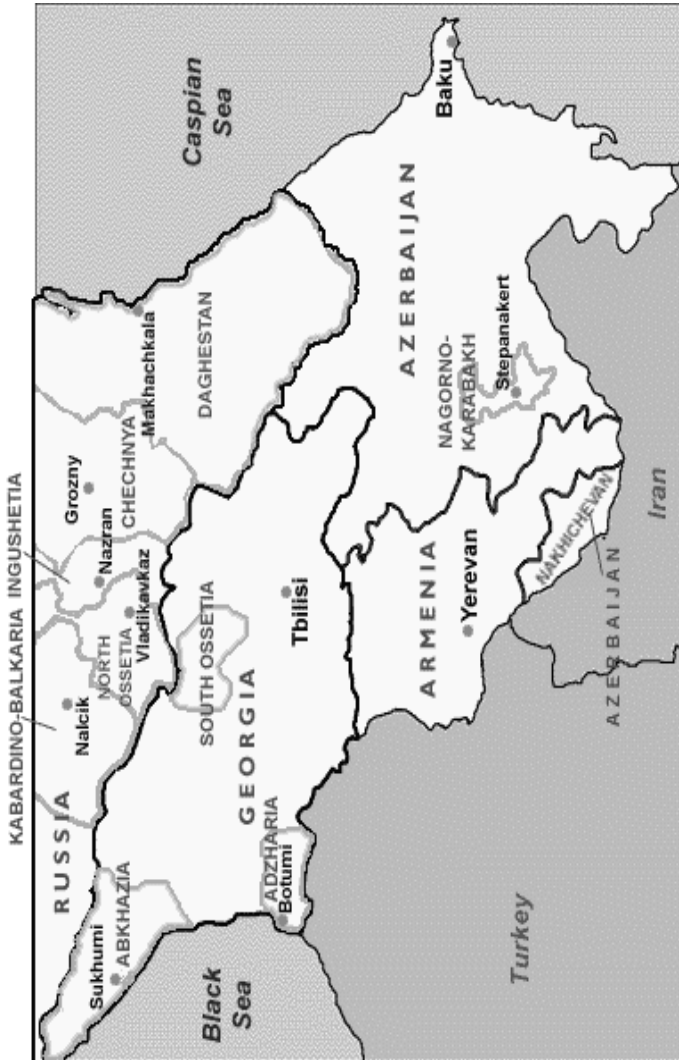 KABARDINO-BALKARIA
INGUSHETIA
RUSSIA
Sukhumi
ABKHAZIA
Nalcik
NORTH
OSSETIA
Vladikavkaz
Nazran
Grozny
CHECHNYA
Makhachkala
DAGHESTAN
Caspian
Sea
Black
Sea
SOUTH OSSETIA
GEORGIA
ADZHARIA
Botumi
Tbilisi
ARMENIA
Yerevan
AZERBAIJAN
Baku
NAGORNO-
KARABAKH
Stepanakert
NAKHICHEVAN
AZERBAIJAN
Turkey
Iran